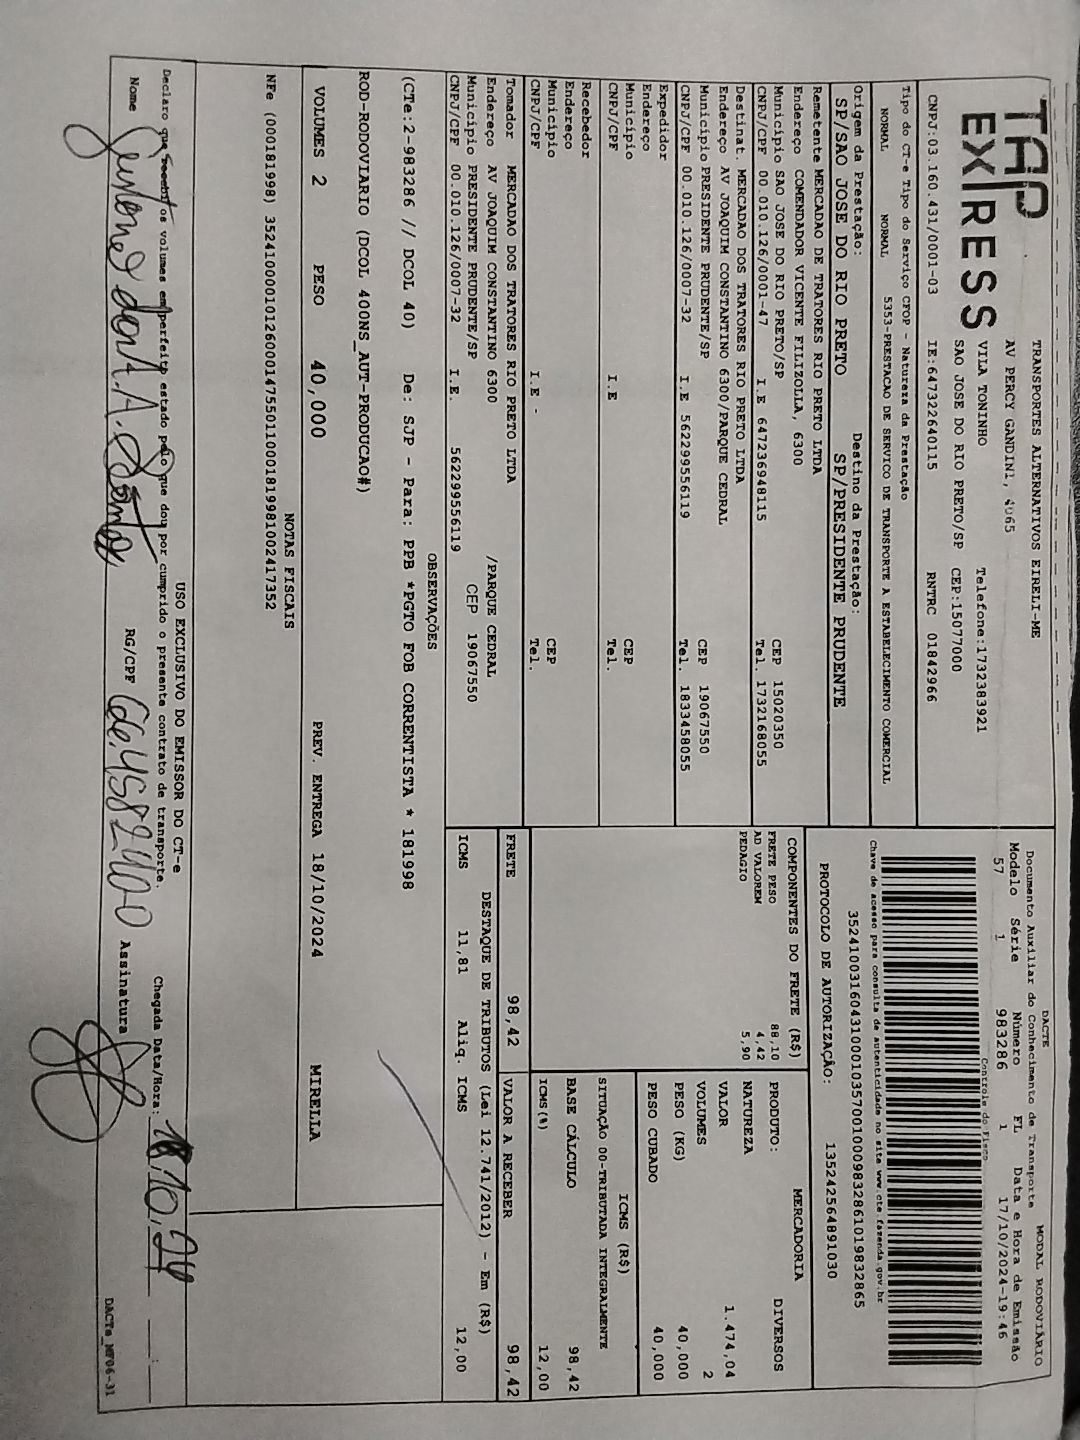 TAP
EXPRESS
TRANSPORTES ALTERNATIVOS EIRELI-ME
AV PERCY GANDINI, 4065
VILA TONINHO Telefone:1732383921
SAO JOSE DO RIO PRETO/SP CEP:15077000
CNPJ:03.160.431/0001-03 IE:647322640115 RNTRC 01842966
DACTE MODAL RODOVIÁRIO
Documento Auxiliar do Conhecimento de Transporte
Modelo Série Número FL Data e Hora de Emissão
57 1 983286 1 17/10/2024-19:46
Controle do Fisco
Chave de acesso para consulta de autenticidade no site www.cte.fazenda.gov.br
35241003160431000103570010009832861019832865
PROTOCOLO DE AUTORIZAÇÃO: 135242564891030
Tipo do CT-e Tipo do Serviço CFOP - Natureza da Prestação
NORMAL NORMAL 5353-PRESTACAO DE SERVICO DE TRANSPORTE A ESTABELECIMENTO COMERCIAL
Origem da Prestação: Destino da Prestação:
SP/SAO JOSE DO RIO PRETO SP/PRESIDENTE PRUDENTE
Remetente MERCADAO DE TRATORES RIO PRETO LTDA
Endereço COMENDADOR VICENTE FILIZOLLA, 6300
Município SAO JOSE DO RIO PRETO/SP CEP 15020350
CNPJ/CPF 00.010.126/0001-47 I.E 647236948115 Tel. 1732168055
Destinat. MERCADAO DOS TRATORES RIO PRETO LTDA
Endereço AV JOAQUIM CONSTANTINO 6300/PARQUE CEDRAL
Município PRESIDENTE PRUDENTE/SP CEP 19067550
CNPJ/CPF 00.010.126/0007-32 I.E 562299556119 Tel. 1833458055
Expedidor
Endereço
Município CEP
CNPJ/CPF I.E Tel.
Recebedor
Endereço
Município CEP
CNPJ/CPF I.E - Tel.
Tomador MERCADAO DOS TRATORES RIO PRETO LTDA
Endereço AV JOAQUIM CONSTANTINO 6300 /PARQUE CEDRAL
Município PRESIDENTE PRUDENTE/SP CEP 19067550
CNPJ/CPF 00.010.126/0007-32 I.E. 562299556119
COMPONENTES DO FRETE (R$)
FRETE PESO 88,10
AD VALOREM 4,42
PEDAGIO 5,90
MERCADORIA
PRODUTO: DIVERSOS
NATUREZA
VALOR 1.474,04
VOLUMES 2
PESO (KG) 40,000
PESO CUBADO 40,000
ICMS (R$)
SITUAÇÃO 00-TRIBUTADA INTEGRALMENTE
BASE CÁLCULO 98,42
ICMS(%) 12,00
FRETE 98,42 VALOR A RECEBER 98,42
DESTAQUE DE TRIBUTOS (Lei 12.741/2012) - Em (R$)
ICMS 11,81 Aliq. ICMS 12,00
OBSERVAÇÕES
(CTe:2-983286 // DCOL 40) De: SJP - Para: PPB *PGTO FOB CORRENTISTA * 181998
ROD-RODOVIARIO (DCOL 400NS_AUT-PRODUCAO#)
VOLUMES 2 PESO 40,000 PREV. ENTREGA 18/10/2024 MIRELLA
NOTAS FISCAIS
NFe (000181998) 35241000010126000147550110001819981002417352
USO EXCLUSIVO DO EMISSOR DO CT-e
Declaro que recebi os volumes em perfeito estado pelo que dou por cumprido o presente contrato de transporte. Chegada Data/Hora: 18.10.24 :
Nome RG/CPF Assinatura
DACTe_MF06-31